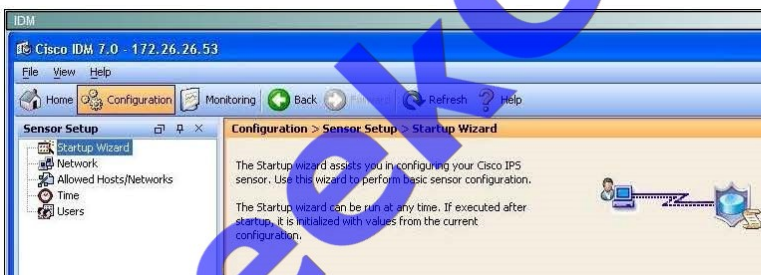 IDM
Cisco IDM 7.0 - 172.26.26.53
File View Help
Home Configuration Monitoring Back Refresh Help
Sensor Setup
Configuration > Sensor Setup > Startup Wizard
Startup Wizard
Network
Allowed Hosts/Networks
Time
Users
The Startup wizard assists you in configuring your Cisco IPS
sensor. Use this wizard to perform basic sensor configuration.
The Startup wizard can be run at any time. If executed after
startup, it is initialized with values from the current
configuration.